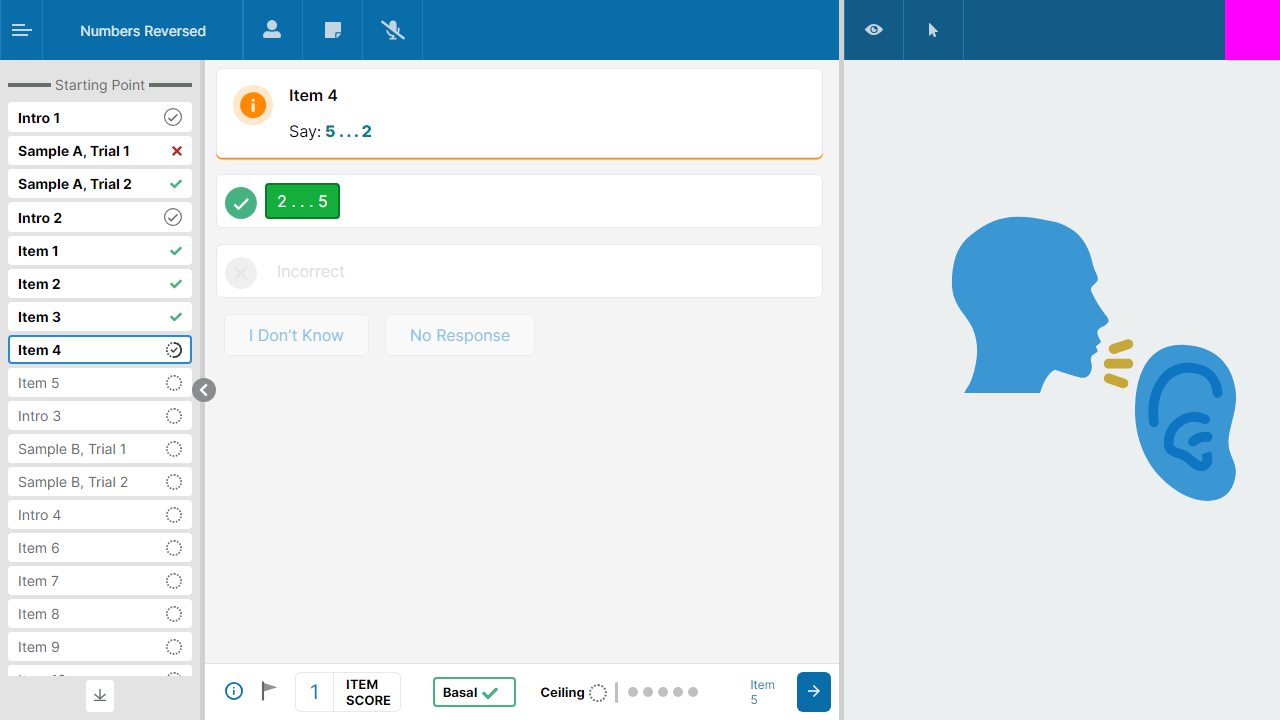 Numbers Reversed
Starting Point
Intro 1
Sample A, Trial 1
Sample A, Trial 2
Intro 2
Item 1
Item 2
Item 3
Item 4
Item 5
Intro 3
Sample B, Trial 1
Sample B, Trial 2
Intro 4
Item 6
Item 7
Item 8
Item 9
Item 4
Say: 5 . . . 2
2 . . . 5
Incorrect
I Don't Know
No Response
1
ITEM
SCORE
Basal
Ceiling
Item
5